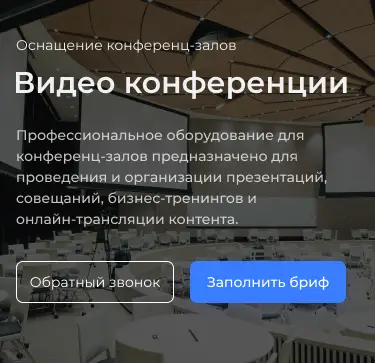 Оснащение конференц-залов
Видео конференции
Профессиональное оборудование для
конференц-залов предназначено для
проведения и организации презентаций,
совещаний, бизнес-тренингов и
онлайн-трансляции контента.
Обратный звонок
Заполнить бриф